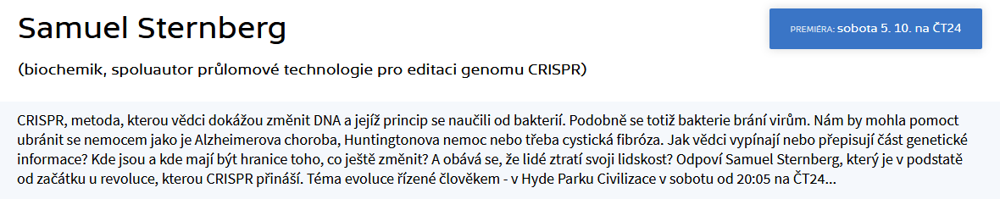 Samuel Sternberg
PREMIÉRA: sobota 5. 10. na ČT24
(biochemik, spoluautor průlomové technologie pro editaci genomu CRISPR)
CRISPR, metoda, kterou vědci dokážou změnit DNA a jejíž princip se naučili od bakterií. Podobně se totiž bakterie brání virům. Nám by mohla pomoct
ubránit se nemocem jako je Alzheimerova choroba, Huntingtonova nemoc nebo třeba cystická fibróza. Jak vědci vypínají nebo přepisují část genetické
informace? Kde jsou a kde mají být hranice toho, co ještě změnit? A obává se, že lidé ztratí svoji lidskost? Odpoví Samuel Sternberg, který je v podstatě
od začátku u revoluce, kterou CRISPR přináší. Téma evoluce řízené člověkem - v Hyde Parku Civilizace v sobotu od 20:05 na ČT24...